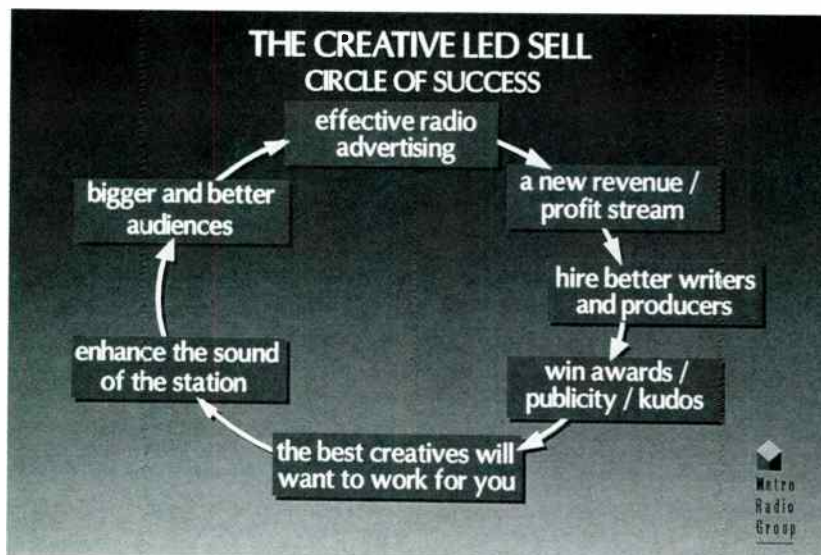 THE CREATIVE LED SELL
CIRCLE OF SUCCESS
effective radio
advertising
a new revenue /
profit stream
hire better writers
and producers
win awards /
publicity / kudos
the best creatives will
want to work for you
enhance the sound
of the station
bigger and better
audiences
Metro
Radio
Group